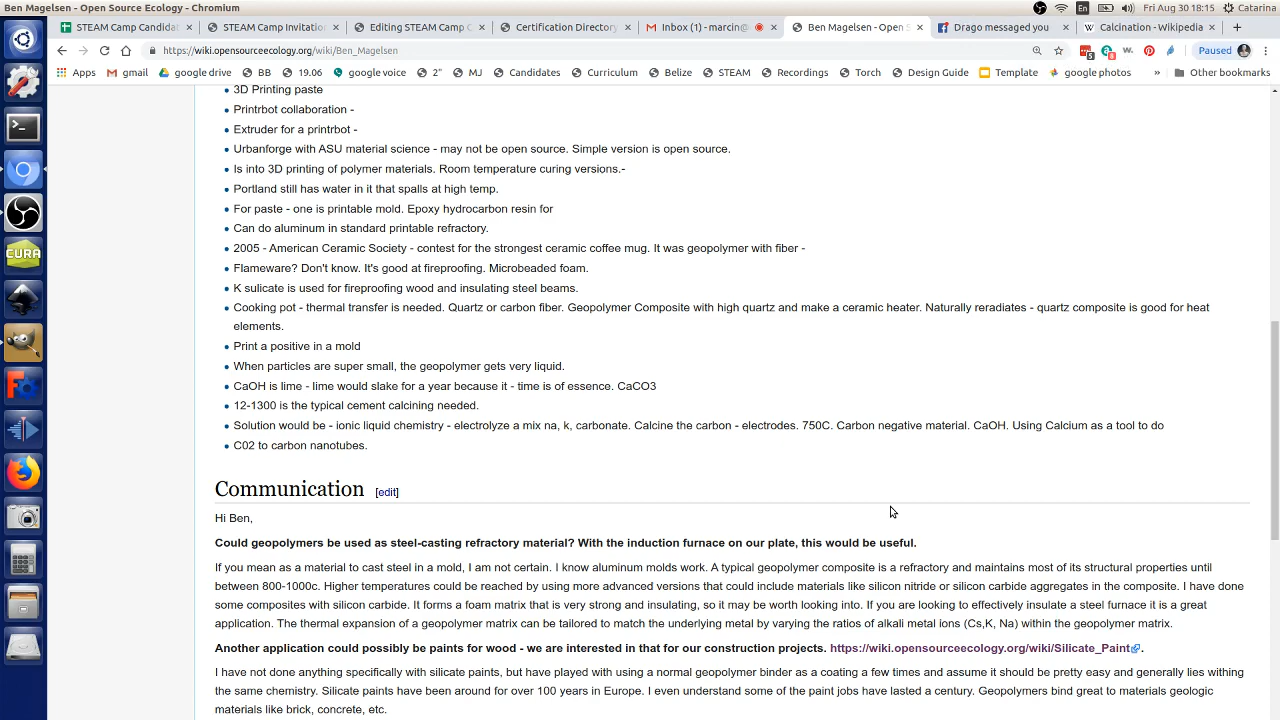 Ben Magelsen - Open Source Ecology - Chromium
En
Fri Aug 30 18:15
Catarina
STEAM Camp Candidat
STEAM Camp Invitation
Editing STEAM Camp C
Certification Directory
Inbox (1) - marcin@
Ben Magelsen - Open S
Drago messaged you
Calcination - Wikipedia
https://wiki.opensourceecology.org/wiki/Ben_Magelsen
Paused
Apps
gmail
google drive
BB
19.06
google voice
2"
MJ
Candidates
Curriculum
Belize
STEAM
Recordings
Torch
Design Guide
Template
google photos
»
Other bookmarks
3D Printing paste
Printrbot collaboration -
Extruder for a printrbot -
Urbanforge with ASU material science - may not be open source. Simple version is open source.
Is into 3D printing of polymer materials. Room temperature curing versions.-
Portland still has water in it that spalls at high temp.
For paste - one is printable mold. Epoxy hydrocarbon resin for
Can do aluminum in standard printable refractory.
2005 - American Ceramic Society - contest for the strongest ceramic coffee mug. It was geopolymer with fiber -
Flameware? Don't know. It's good at fireproofing. Microbeaded foam.
K sulicate is used for fireproofing wood and insulating steel beams.
Cooking pot - thermal transfer is needed. Quartz or carbon fiber. Geopolymer Composite with high quartz and make a ceramic heater. Naturally reradiates - quartz composite is good for heat
elements.
Print a positive in a mold
When particles are super small, the geopolymer gets very liquid.
CaOH is lime - lime would slake for a year because it - time is of essence. CaCO3
12-1300 is the typical cement calcining needed.
Solution would be - ionic liquid chemistry - electrolyze a mix na, k, carbonate. Calcine the carbon - electrodes. 750C. Carbon negative material. CaOH. Using Calcium as a tool to do
C02 to carbon nanotubes.
Communication [edit]
Hi Ben,
Could geopolymers be used as steel-casting refractory material? With the induction furnace on our plate, this would be useful.
If you mean as a material to cast steel in a mold, I am not certain. I know aluminum molds work. A typical geopolymer composite is a refractory and maintains most of its structural properties until
between 800-1000c. Higher temperatures can be reached by using more advanced versions that could include materials like silicon nitride or silicon carbide aggregates in the composite. I have done
some composites with silicon carbide. It forms a foam matrix that is very strong and insulating, so it may be worth looking into. If you are looking to effectively insulate a steel furnace it is a great
application. The thermal expansion of a geopolymer matrix can be tailored to match the underlying metal by varying the ratios of alkali metal ions (Cs,K, Na) within the geopolymer matrix.
Another application could possibly be paints for wood - we are interested in that for our construction projects. https://wiki.opensourceecology.org/wiki/Silicate_Paint.
I have not done anything specifically with silicate paints, but have played with using a normal geopolymer binder as a coating a few times and assume it should be pretty easy and generally lies withing
the same chemistry. Silicate paints have been around for over 100 years in Europe. I even understand some of the paint jobs have lasted a century. Geopolymers bind great to materials geologic
materials like brick, concrete, etc.